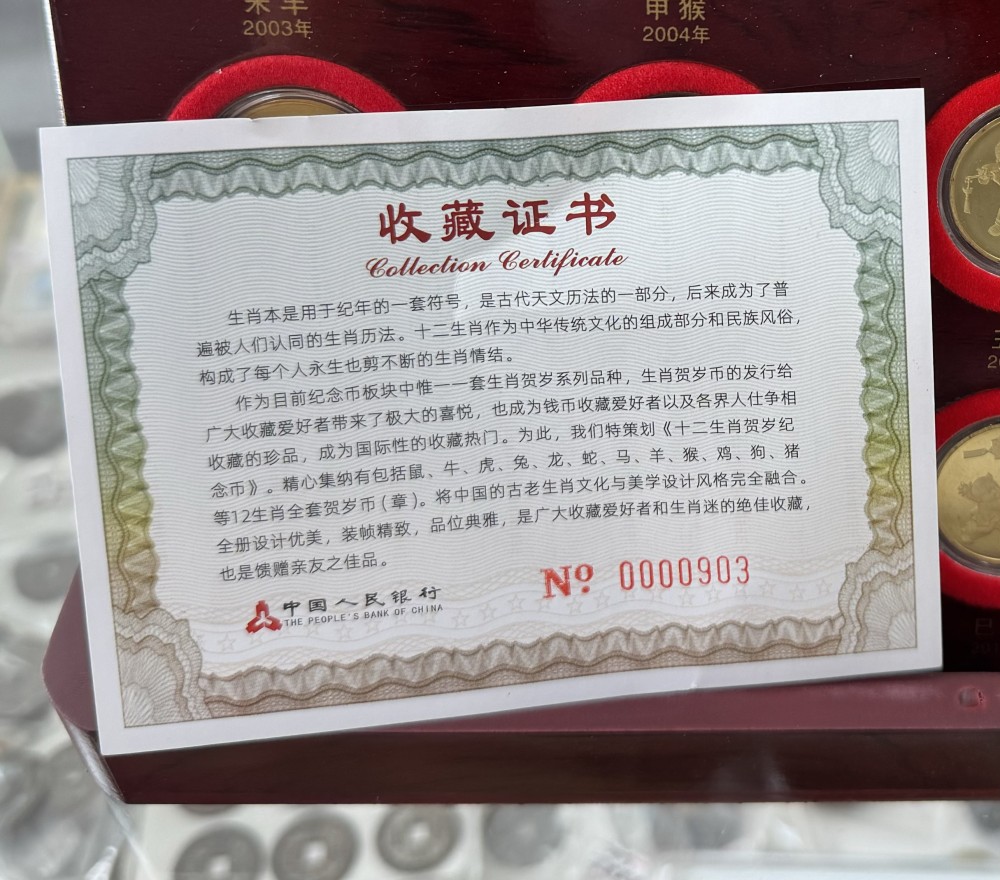 未羊
2003年
申猴
2004年
收藏证书
Collection Certificate
生肖本是用于纪年的一套符号，是古代天文历法的一部分，后来成为了普
遍被人们认同的生肖历法。十二生肖作为中华传统文化的组成部分和民族风俗，
构成了每个人永生也剪不断的生肖情结。
作为目前纪念币板块中惟一一套生肖贺岁系列品种，生肖贺岁币的发行给
广大收藏爱好者带来了极大的喜悦，也成为钱币收藏爱好者以及各界人仕争相
收藏的珍品，成为国际性的收藏热门。为此，我们特策划《十二生肖贺岁纪
念币》。精心集纳有包括鼠、牛、虎、兔、龙、蛇、马、羊、猴、鸡、狗、猪
等12生肖全套贺岁币（章）。将中国的古老生肖文化与美学设计风格完全融合。
全册设计优美，装帧精致，品位典雅，是广大收藏爱好者和生肖迷的绝佳收藏，
也是馈赠亲友之佳品。
中国人民银行
THE PEOPLE'S BANK OF CHINA
Nº 0000903